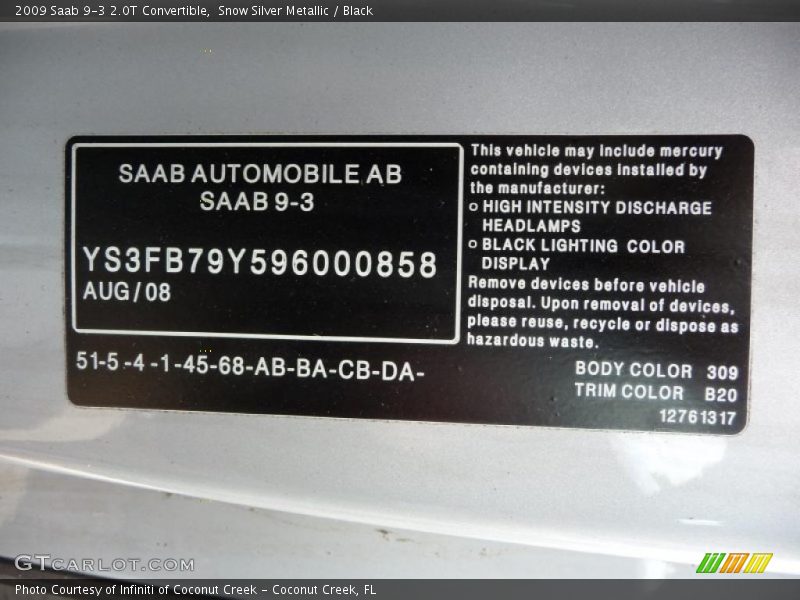 2009 Saab 9-3 2.0T Convertible,  Snow Silver Metallic / Black
SAAB AUTOMOBILE AB
SAAB 9-3
YS3FB79Y596000858
AUG/08
51-5-4-1-45-68-AB-BA-CB-DA-
This vehicle may include mercury
containing devices installed by
the manufacturer:
o HIGH INTENSITY DISCHARGE
HEADLAMPS
o BLACK LIGHTING COLOR
DISPLAY
Remove devices before vehicle
disposal. Upon removal of devices,
please reuse, recycle or dispose as
hazardous waste.
BODY COLOR 309
TRIM COLOR B20
12761317
GTCARLOT.COM
Photo Courtesy of Infiniti of Coconut Creek – Coconut Creek, FL